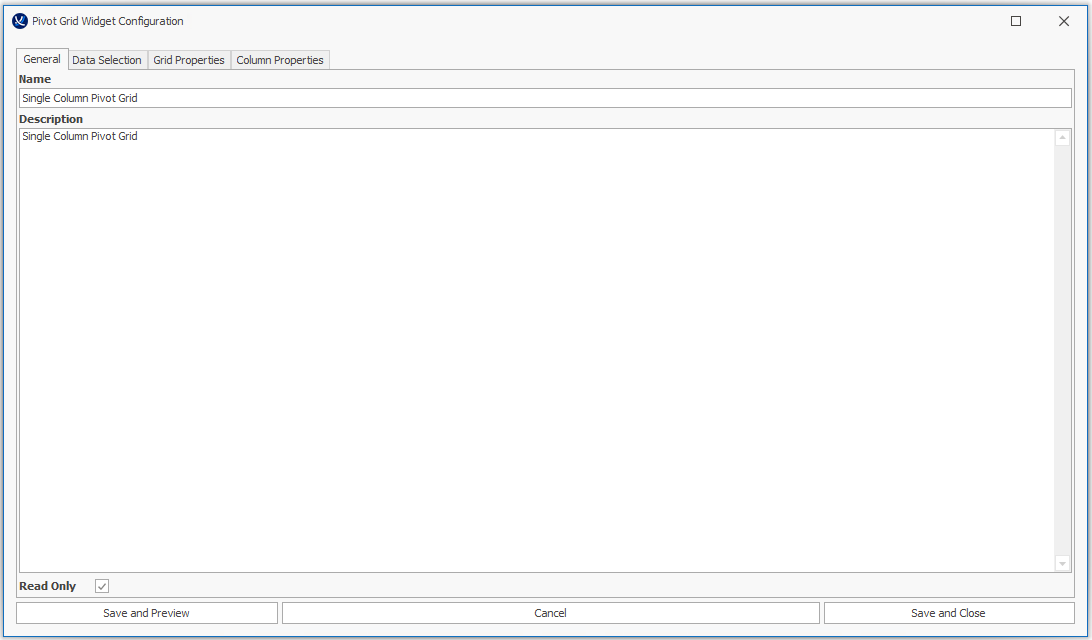 Pivot Grid Widget Configuration
General Data Selection Grid Properties Column Properties
Name
Single Column Pivot Grid
Description
Single Column Pivot Grid
Read Only
Save and Preview Cancel Save and Close